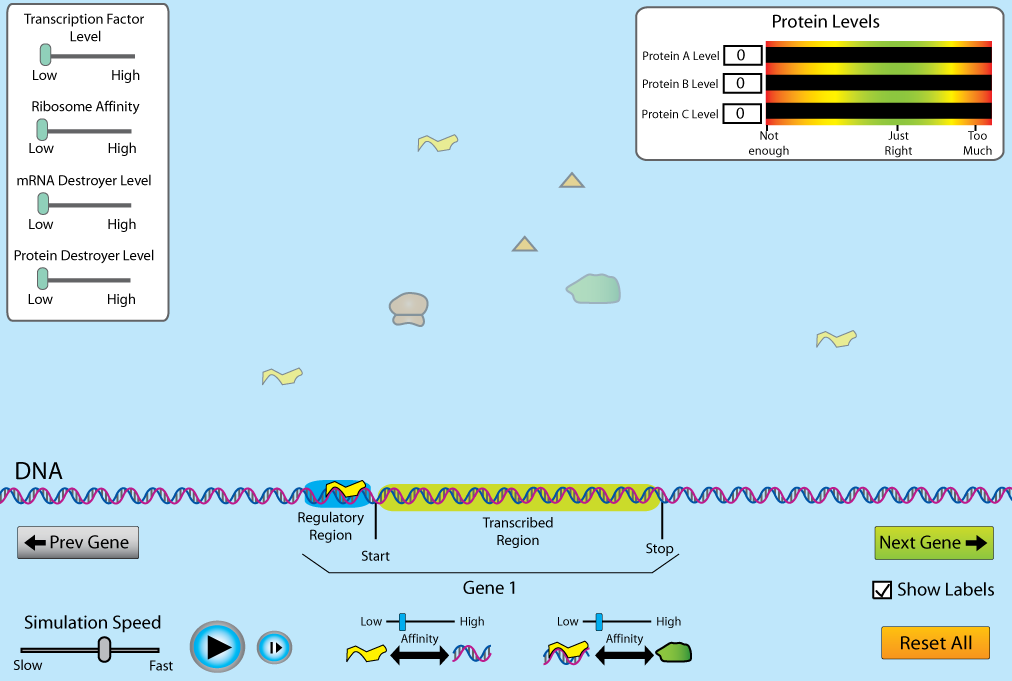 Transcription Factor
Level
Low High
Ribosome Affinity
Low High
mRNA Destroyer Level
Low High
Protein Destroyer Level
Low High
Protein Levels
Protein A Level 0
Protein B Level 0
Protein C Level 0
Not
enough
Just
Right
Too
Much
DNA
Regulatory
Region
Start
Transcribed
Region
Stop
Gene 1
Prev Gene
Next Gene
Show Labels
Simulation Speed
Slow Fast
Low High
Affinity
Low High
Affinity
Reset All